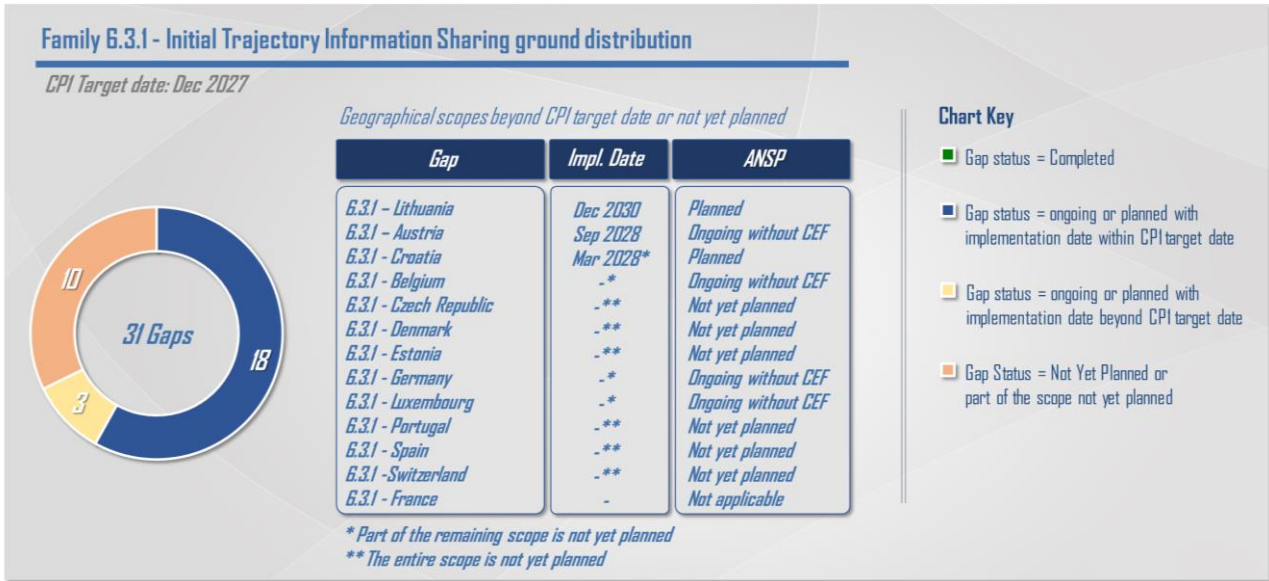 Family 6.3.1 - Initial Trajectory Information Sharing ground distribution
CP1 Target date: Dec 2027
Geographical scopes beyond CP1 target date or not yet planned
Gap Impl. Date ANSP
6.3.1 – Lithuania Dec 2030 Planned
6.3.1 - Austria Sep 2028 Ongoing without CEF
6.3.1 - Croatia Mar 2028* Planned
6.3.1 - Belgium -* Ongoing without CEF
6.3.1 - Czech Republic -** Not yet planned
6.3.1 - Denmark -** Not yet planned
6.3.1 - Estonia -** Not yet planned
6.3.1 - Germany -* Ongoing without CEF
6.3.1 - Luxembourg -* Ongoing without CEF
6.3.1 - Portugal -** Not yet planned
6.3.1 - Spain -** Not yet planned
6.3.1 -Switzerland -** Not yet planned
6.3.1 - France - Not applicable
* Part of the remaining scope is not yet planned
** The entire scope is not yet planned
10
31 Gaps
18
3
Chart Key
Gap status = Completed
Gap status = ongoing or planned with
implementation date within CP1 target date
Gap status = ongoing or planned with
implementation date beyond CP1 target date
Gap Status = Not Yet Planned or
part of the scope not yet planned